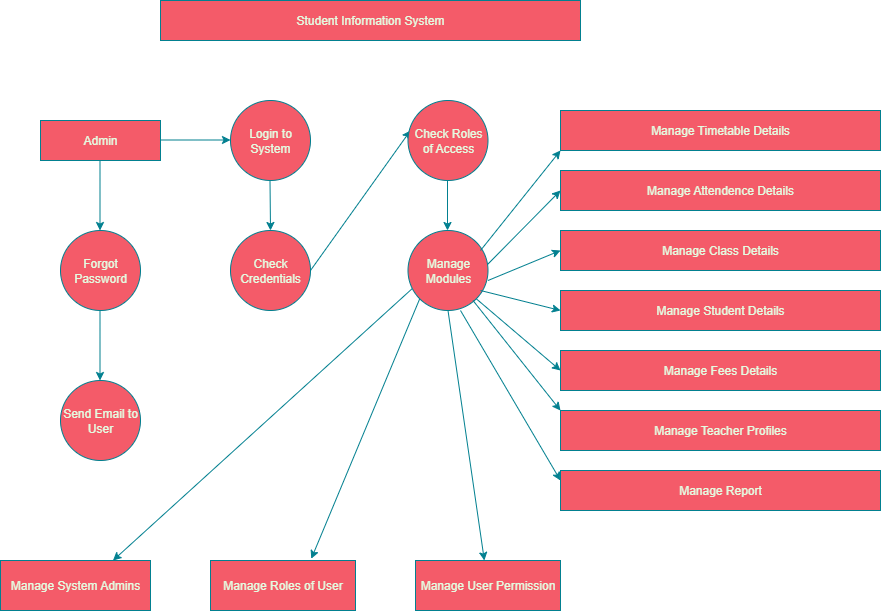 Student Information System
Admin
Login to
System
Check Roles
of Access
Manage Timetable Details
Manage Attendence Details
Manage Class Details
Forgot
Password
Check
Credentials
Manage
Modules
Manage Student Details
Manage Fees Details
Send Email to
User
Manage Teacher Profiles
Manage Report
Manage System Admins
Manage Roles of User
Manage User Permission